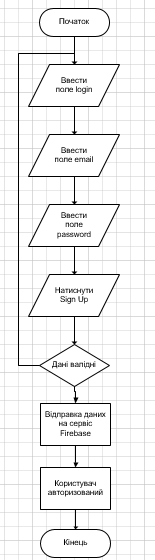 Початок
Ввести
поле login
Ввести
поле email
Ввести
поле
password
Натиснути
Sign Up
Дані валідні
Відправка даних
на сервіс
Firebase
Користувач
авторизований
Кінець